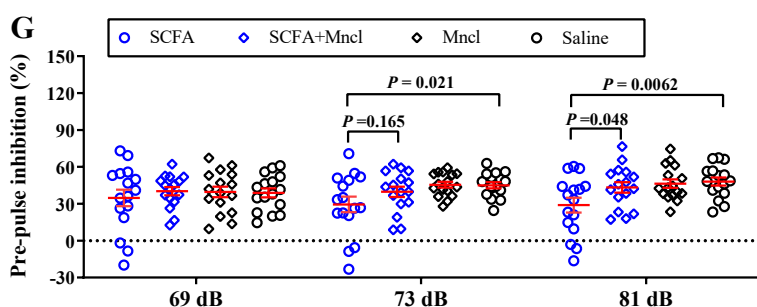 G
SCFA SCFA+Mncl Mncl Saline
Pre-pulse inhibition (%)
150
120
90
60
30
0
-30
P = 0.021
P =0.165
P = 0.0062
P =0.048
69 dB 73 dB 81 dB